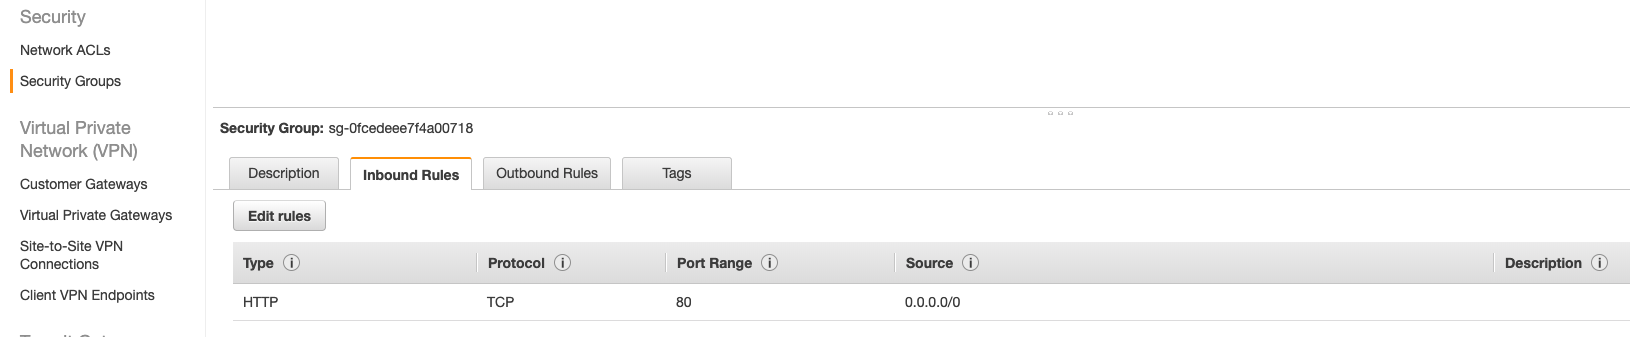 Security
Network ACLs
Security Groups
Virtual Private
Network (VPN)
Customer Gateways
Virtual Private Gateways
Site-to-Site VPN
Connections
Client VPN Endpoints
Security Group: sg-0fcedeee7f4a00718
Description Inbound Rules Outbound Rules Tags
Edit rules
Type Protocol Port Range Source Description
HTTP TCP 80 0.0.0.0/0